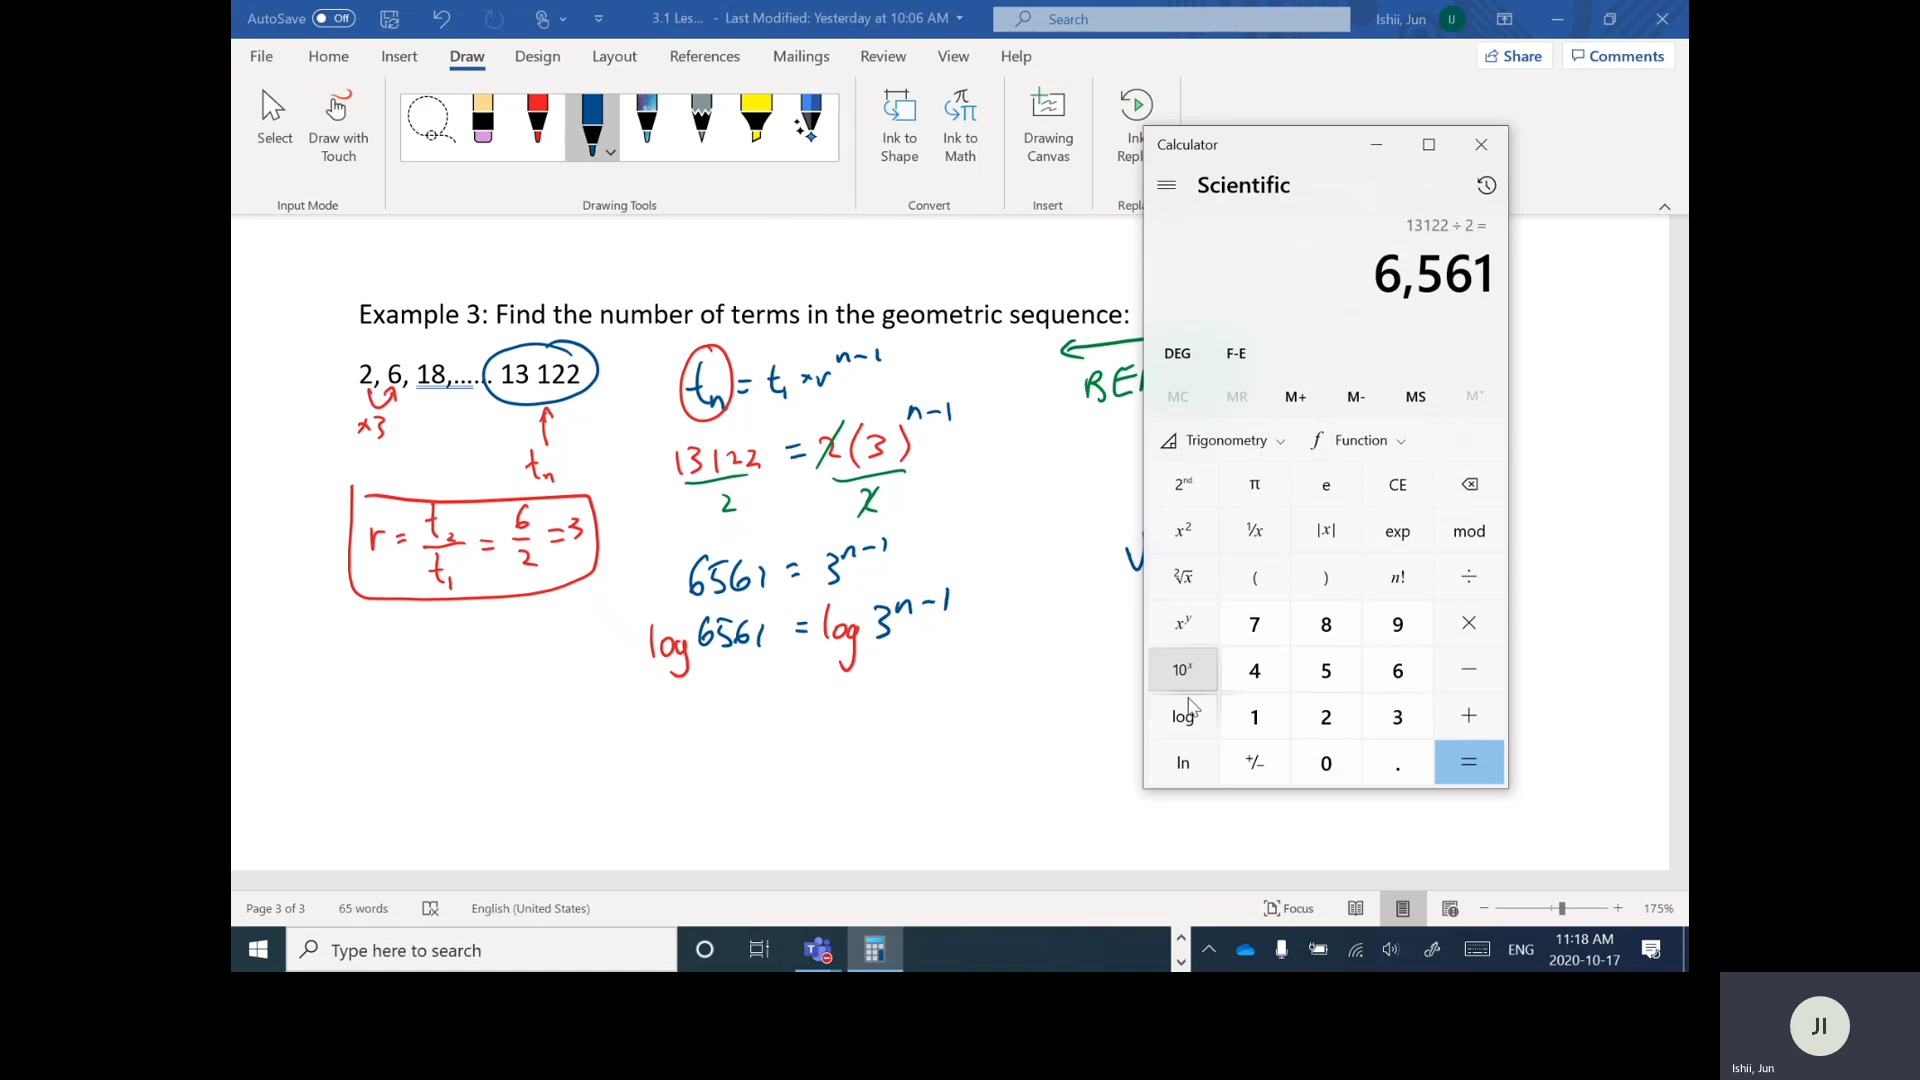 AutoSave Off 3.1 Les... - Last Modified: Yesterday at 10:06 AM Search Ishii, Jun IJ
File Home Insert Draw Design Layout References Mailings Review View Help Share Comments
Select Draw with Touch Ink to Shape Ink to Math Drawing Canvas Ink Repl
Input Mode Drawing Tools Convert Insert Repl
Calculator
Scientific
13122 ÷ 2 =
6,561
DEG F-E
MC MR M+ M- MS M˅
Trigonometry f Function
2nd π e CE
x² ¹/x |x| exp mod
²√x ( ) n! ÷
xʸ 7 8 9 ×
10ˣ 4 5 6 −
log 1 2 3 +
ln +/− 0 . =
Example 3: Find the number of terms in the geometric sequence:
2, 6, 18,...... 13 122
×3
tn
r = t₂/t₁ = 6/2 = 3
tn = t₁ × r^(n-1)
13122/2 = 2(3)^(n-1)/2
6561 = 3^(n-1)
log 6561 = log 3^(n-1)
Page 3 of 3 65 words English (United States) Focus 175%
Type here to search ENG 11:18 AM
2020-10-17
JI
Ishii, Jun